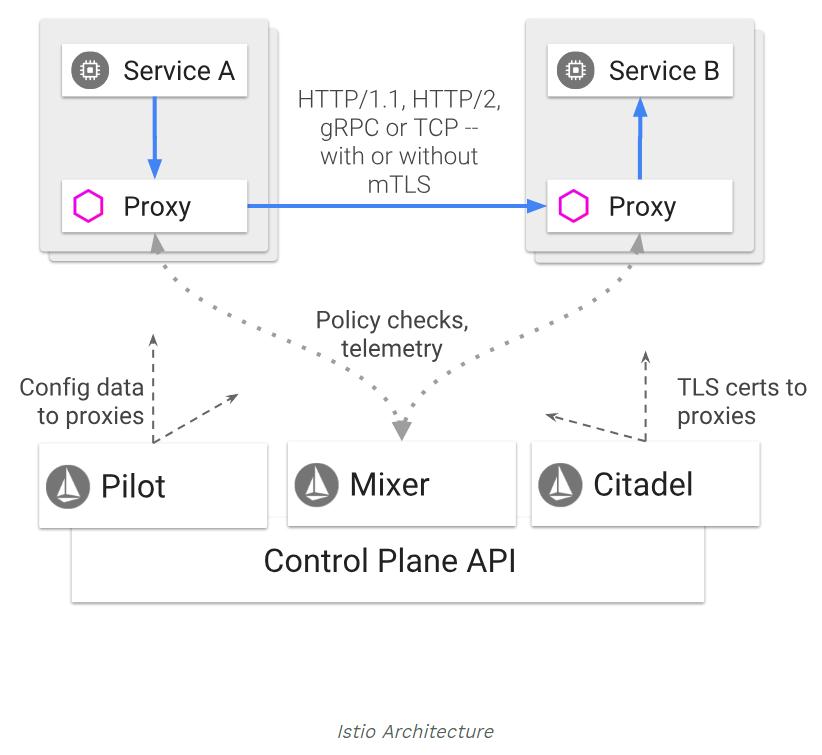 Service A
Service B
HTTP/1.1, HTTP/2,
gRPC or TCP --
with or without
mTLS
Proxy
Proxy
Policy checks,
telemetry
Config data
to proxies
TLS certs to
proxies
Pilot
Mixer
Citadel
Control Plane API
Istio Architecture